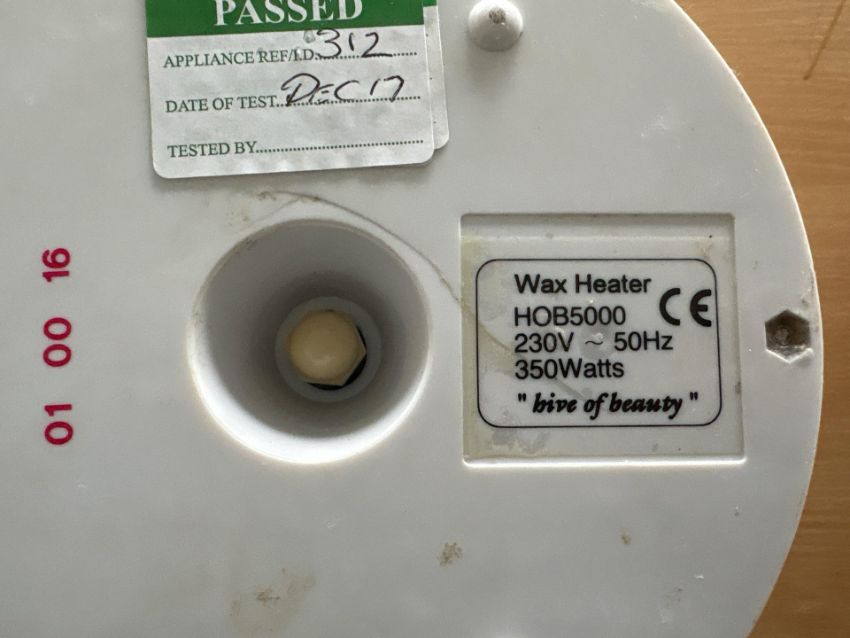 PASSED
APPLIANCE REF/I.D. 312
DATE OF TEST DEC 17
TESTED BY
01 00 16
Wax Heater
HOB5000
CE
230V ~ 50Hz
350Watts
" hive of beauty "